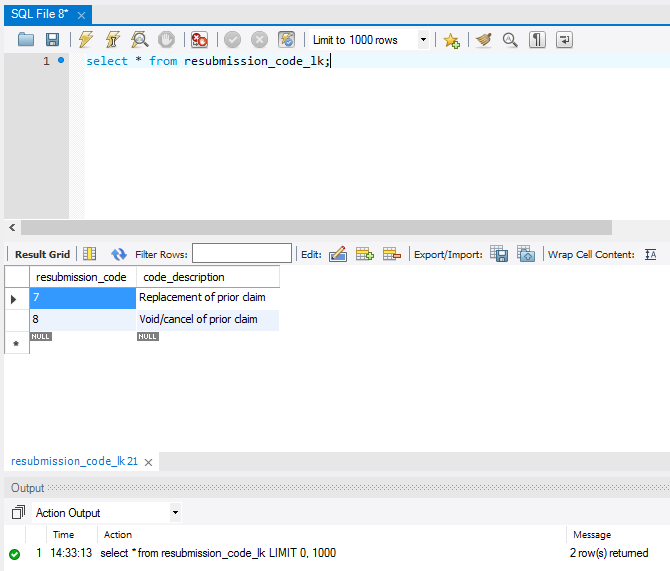 SQL File 8*
Limit to 1000 rows
1 select * from resubmission_code_lk;
Result Grid Filter Rows: Edit: Export/Import: Wrap Cell Content:
resubmission_code code_description
7 Replacement of prior claim
8 Void/cancel of prior claim
NULL NULL
resubmission_code_lk 21
Output
Action Output
Time Action Message
1 14:33:13 select * from resubmission_code_lk LIMIT 0, 1000 2 row(s) returned